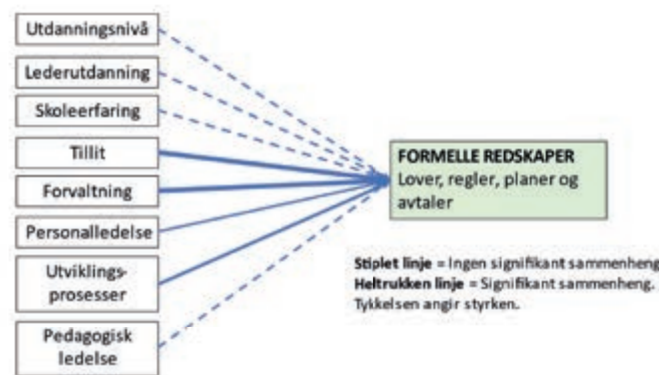 Utdanningsnivå
Lederutdanning
Skoleerfaring
Tillit
Forvaltning
Personalledelse
Utviklings-
prosesser
Pedagogisk
ledelse
FORMELLE REDSKAPER
Lover, regler, planer og
avtaler
Stiplet linje = Ingen signifikant sammenheng
Heltrukken linje = Signifikant sammenheng.
Tykkelsen angir styrken.